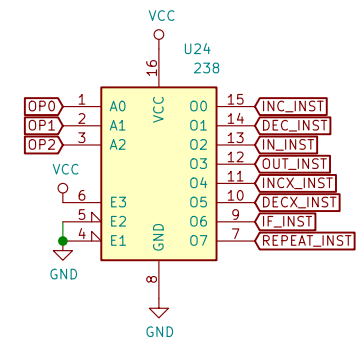 VCC
U24
238
16
OP0 1 A0 VCC O0 15 INC_INST
OP1 2 A1 O1 14 DEC_INST
OP2 3 A2 O2 13 IN_INST
O3 12 OUT_INST
VCC
O4 11 INCX_INST
6 E3 O5 10 DECX_INST
5 E2 O6 9 IF_INST
4 E1 GND O7 7 REPEAT_INST
GND
8
GND